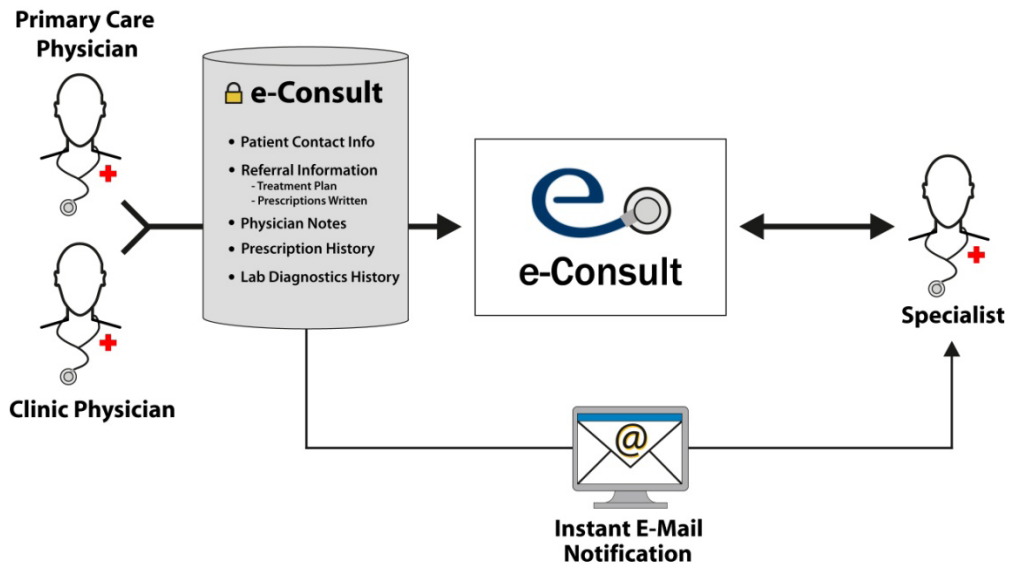 Primary Care
Physician
e-Consult
• Patient Contact Info
• Referral Information
- Treatment Plan
- Prescriptions Written
• Physician Notes
• Prescription History
• Lab Diagnostics History
Clinic Physician
e
e-Consult
Specialist
@
Instant E-Mail
Notification